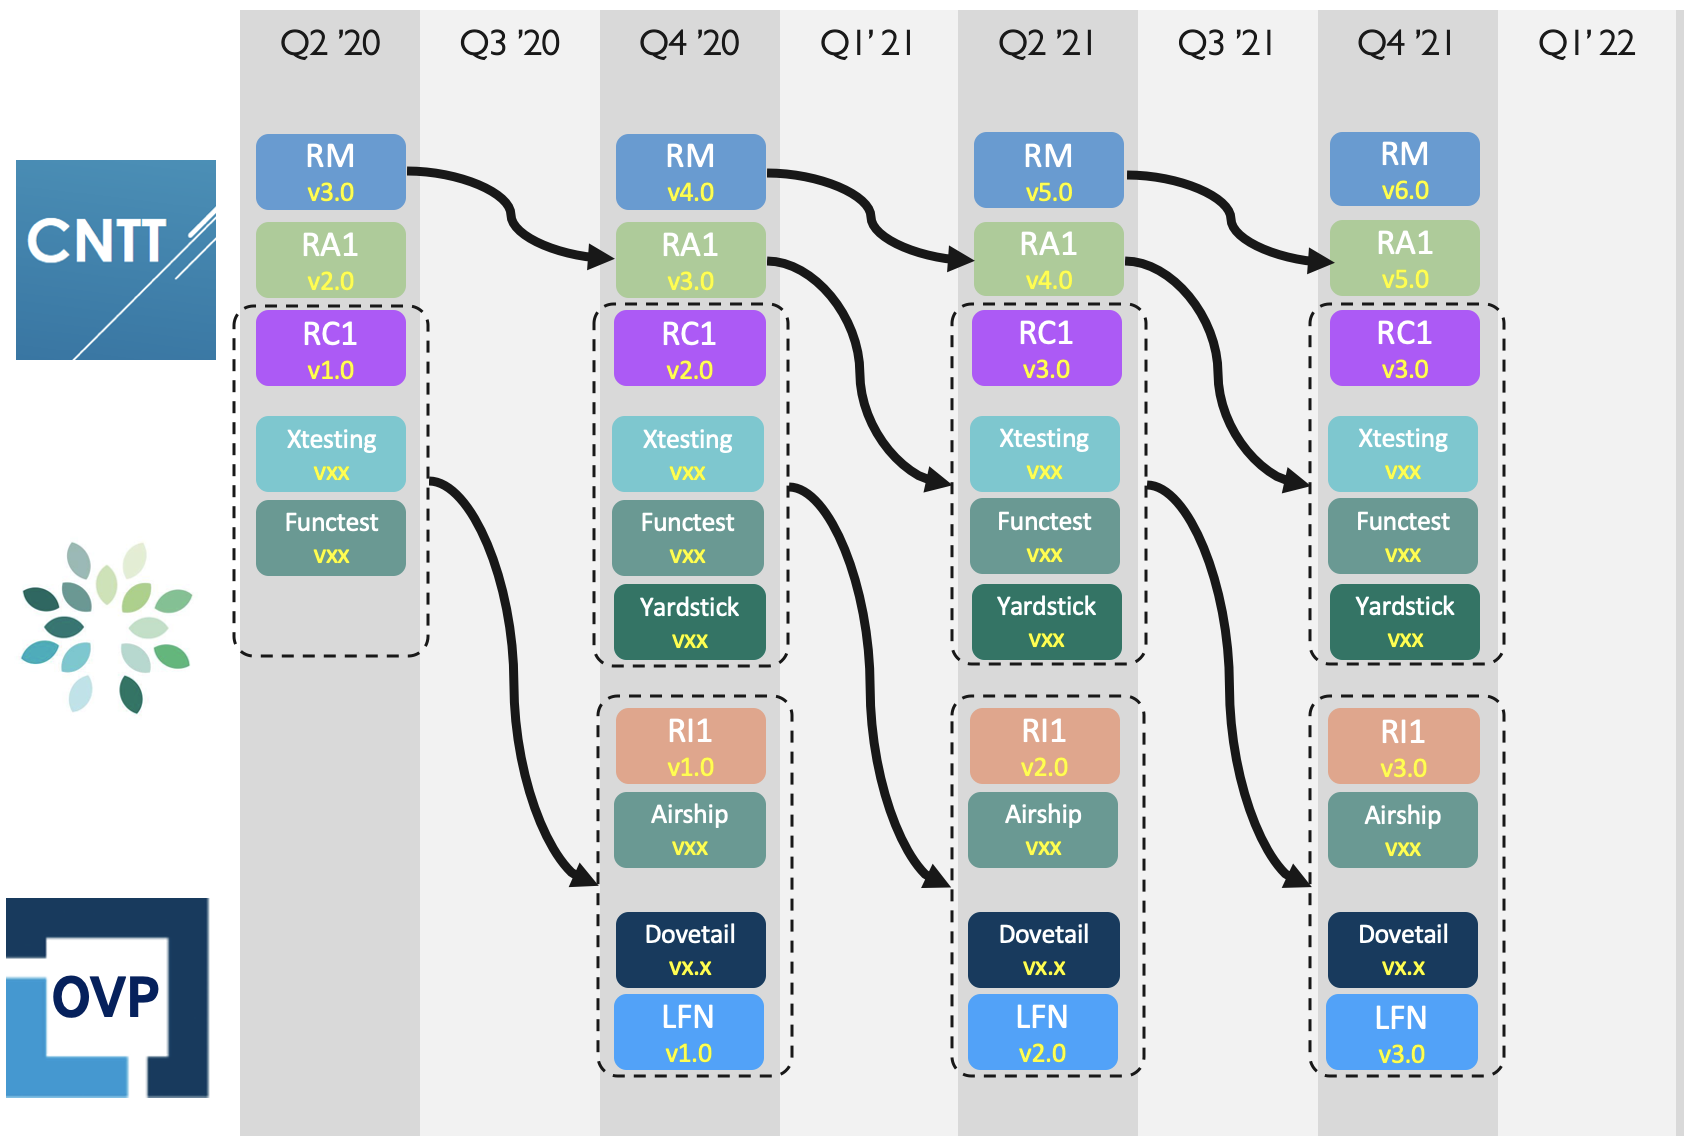 Q2 ’20
Q3 ’20
Q4 ’20
Q1’ 21
Q2 ’21
Q3 ’21
Q4 ’21
Q1’ 22
CNTT
OVP
RM
v3.0
RA1
v2.0
RC1
v1.0
Xtesting
vxx
Functest
vxx
RM
v4.0
RA1
v3.0
RC1
v2.0
Xtesting
vxx
Functest
vxx
Yardstick
vxx
RI1
v1.0
Airship
vxx
Dovetail
vx.x
LFN
v1.0
RM
v5.0
RA1
v4.0
RC1
v3.0
Xtesting
vxx
Functest
vxx
Yardstick
vxx
RI1
v2.0
Airship
vxx
Dovetail
vx.x
LFN
v2.0
RM
v6.0
RA1
v5.0
RC1
v3.0
Xtesting
vxx
Functest
vxx
Yardstick
vxx
RI1
v3.0
Airship
vxx
Dovetail
vx.x
LFN
v3.0